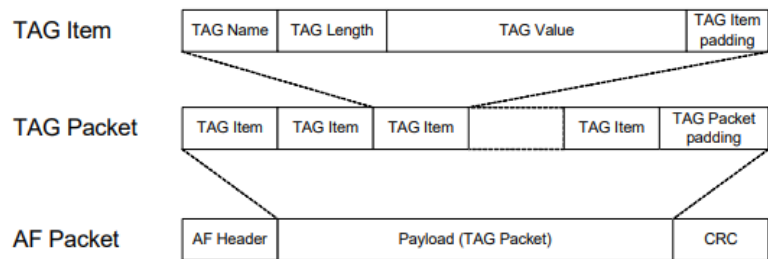 TAG Item
TAG Name
TAG Length
TAG Value
TAG Item
padding
TAG Packet
TAG Item
TAG Item
TAG Item
TAG Item
TAG Packet
padding
AF Packet
AF Header
Payload (TAG Packet)
CRC